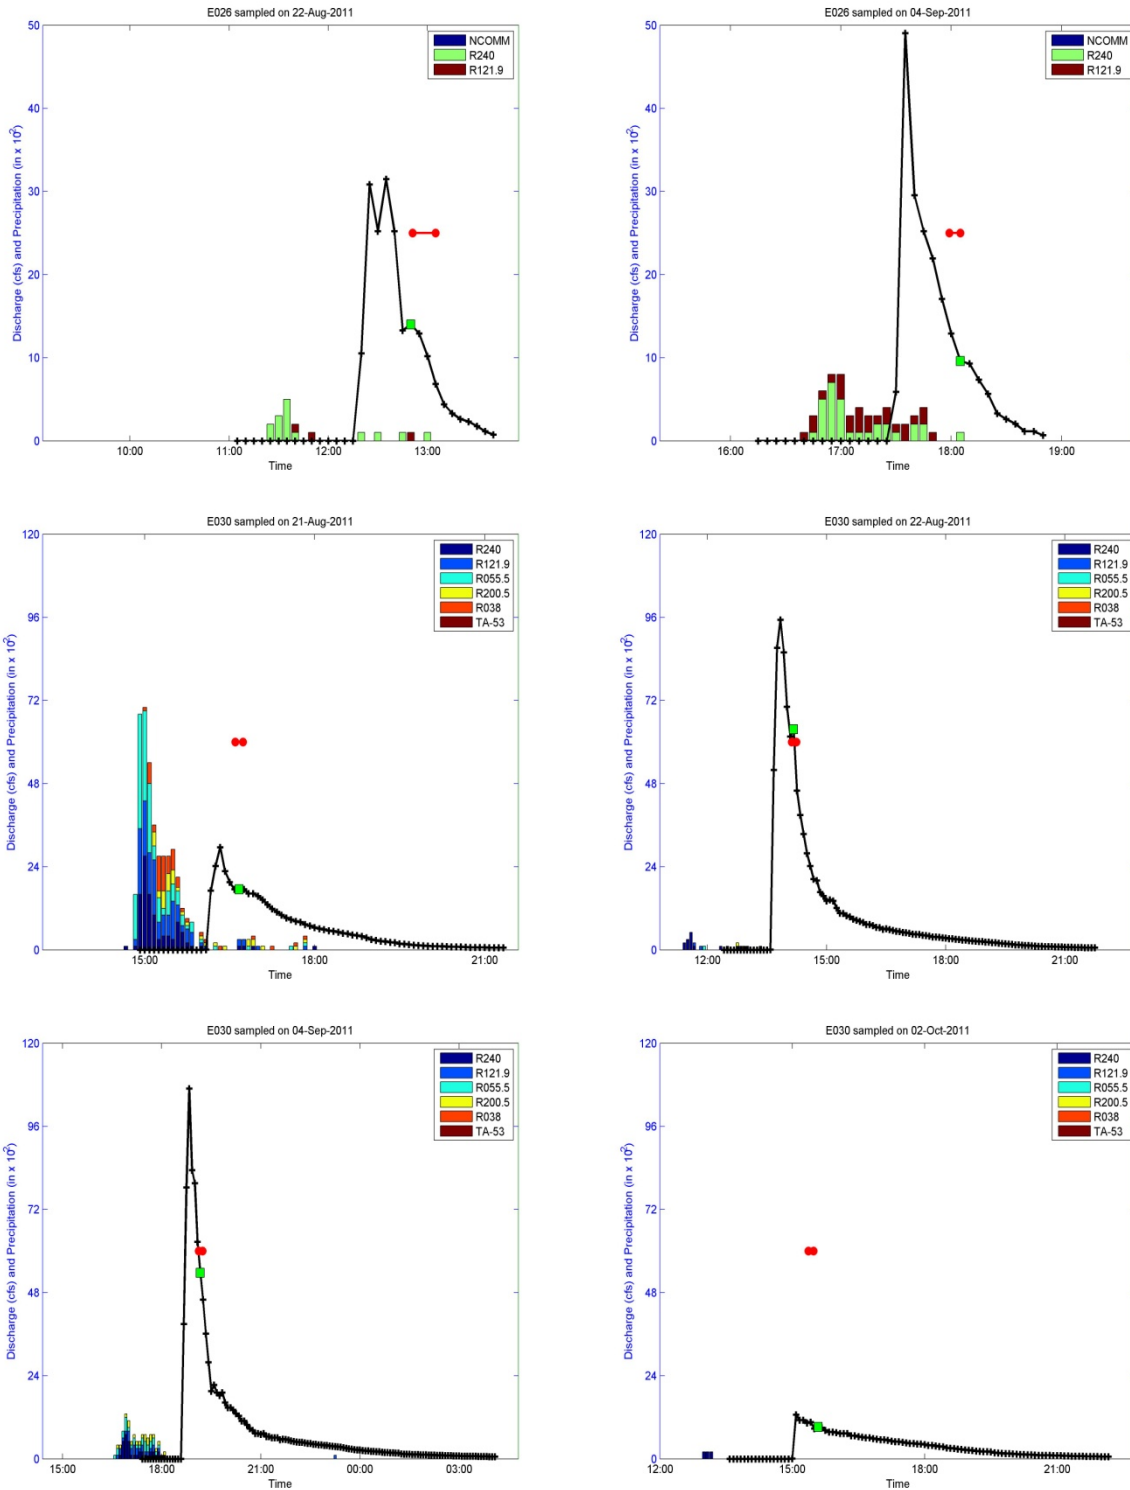 E026 sampled on 22-Aug-2011
Discharge (cfs) and Precipitation (in x 10²)
50
40
30
20
10
0
NCOMM
R240
R121.9
10:00 11:00 12:00 13:00
Time
E026 sampled on 04-Sep-2011
Discharge (cfs) and Precipitation (in x 10²)
50
40
30
20
10
0
NCOMM
R240
R121.9
16:00 17:00 18:00 19:00
Time
E030 sampled on 21-Aug-2011
Discharge (cfs) and Precipitation (in x 10²)
120
96
72
48
24
0
R240
R121.9
R055.5
R200.5
R038
TA-53
15:00 18:00 21:00
Time
E030 sampled on 22-Aug-2011
Discharge (cfs) and Precipitation (in x 10²)
120
96
72
48
24
0
R240
R121.9
R055.5
R200.5
R038
TA-53
12:00 15:00 18:00 21:00
Time
E030 sampled on 04-Sep-2011
Discharge (cfs) and Precipitation (in x 10²)
120
96
72
48
24
0
R240
R121.9
R055.5
R200.5
R038
TA-53
15:00 18:00 21:00 00:00 03:00
Time
E030 sampled on 02-Oct-2011
Discharge (cfs) and Precipitation (in x 10²)
120
96
72
48
24
0
R240
R121.9
R055.5
R200.5
R038
TA-53
12:00 15:00 18:00 21:00
Time